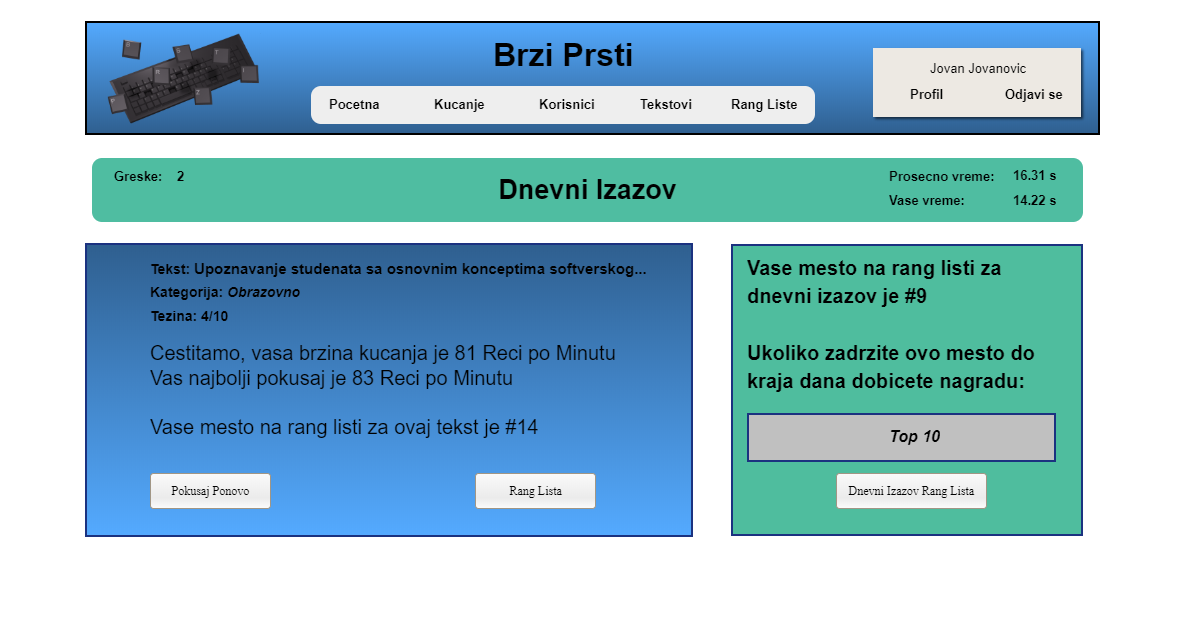 Brzi Prsti
Pocetna Kucanje Korisnici Tekstovi Rang Liste
Jovan Jovanovic
Profil Odjavi se
Greske: 2
Dnevni Izazov
Prosecno vreme: 16.31 s
Vase vreme: 14.22 s
Tekst: Upoznavanje studenata sa osnovnim konceptima softverskog...
Kategorija: Obrazovno
Tezina: 4/10
Cestitamo, vasa brzina kucanja je 81 Reci po Minutu
Vas najbolji pokusaj je 83 Reci po Minutu
Vase mesto na rang listi za ovaj tekst je #14
Pokusaj Ponovo Rang Lista
Vase mesto na rang listi za
dnevni izazov je #9
Ukoliko zadrzite ovo mesto do
kraja dana dobicete nagradu:
Top 10
Dnevni Izazov Rang Lista